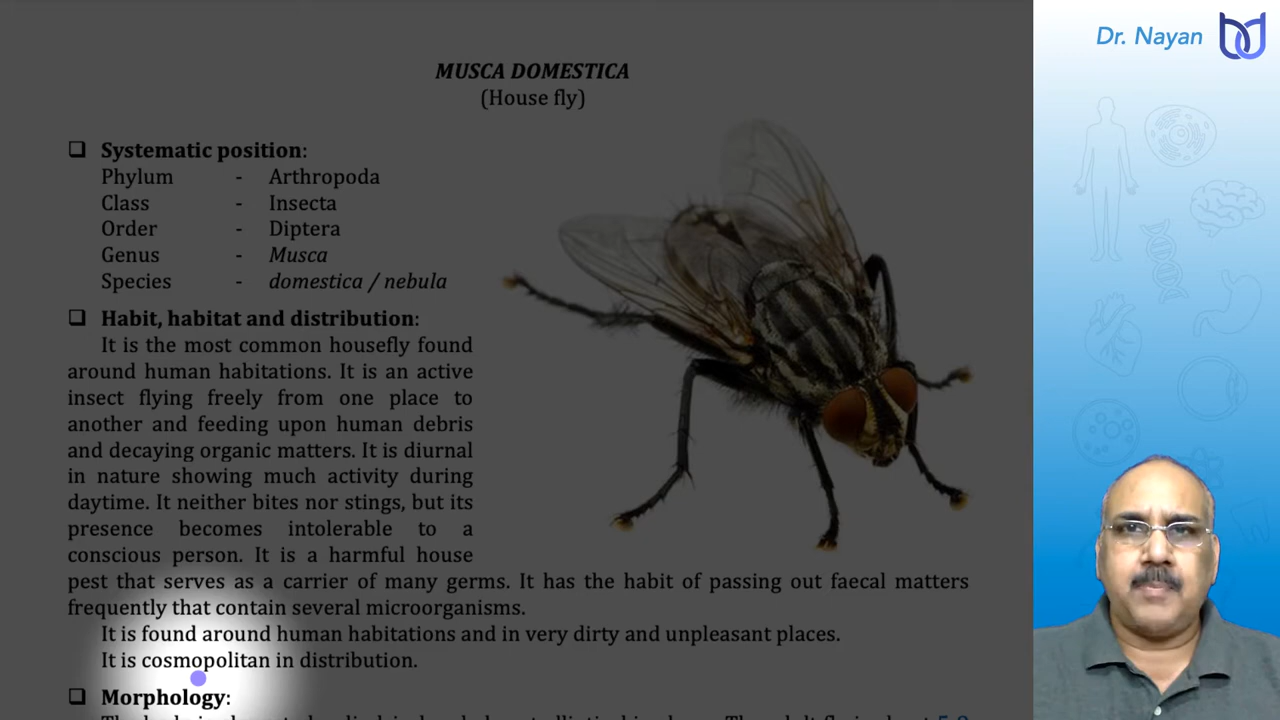 Dr. Nayan
MUSCA DOMESTICA
(House fly)
❑ Systematic position:
Phylum - Arthropoda
Class - Insecta
Order - Diptera
Genus - Musca
Species - domestica / nebula
❑ Habit, habitat and distribution:
It is the most common housefly found
around human habitations. It is an active
insect flying freely from one place to
another and feeding upon human debris
and decaying organic matters. It is diurnal
in nature showing much activity during
daytime. It neither bites nor stings, but its
presence becomes intolerable to a
conscious person. It is a harmful house
pest that serves as a carrier of many germs. It has the habit of passing out faecal matters
frequently that contain several microorganisms.
It is found around human habitations and in very dirty and unpleasant places.
It is cosmopolitan in distribution.
❑ Morphology: